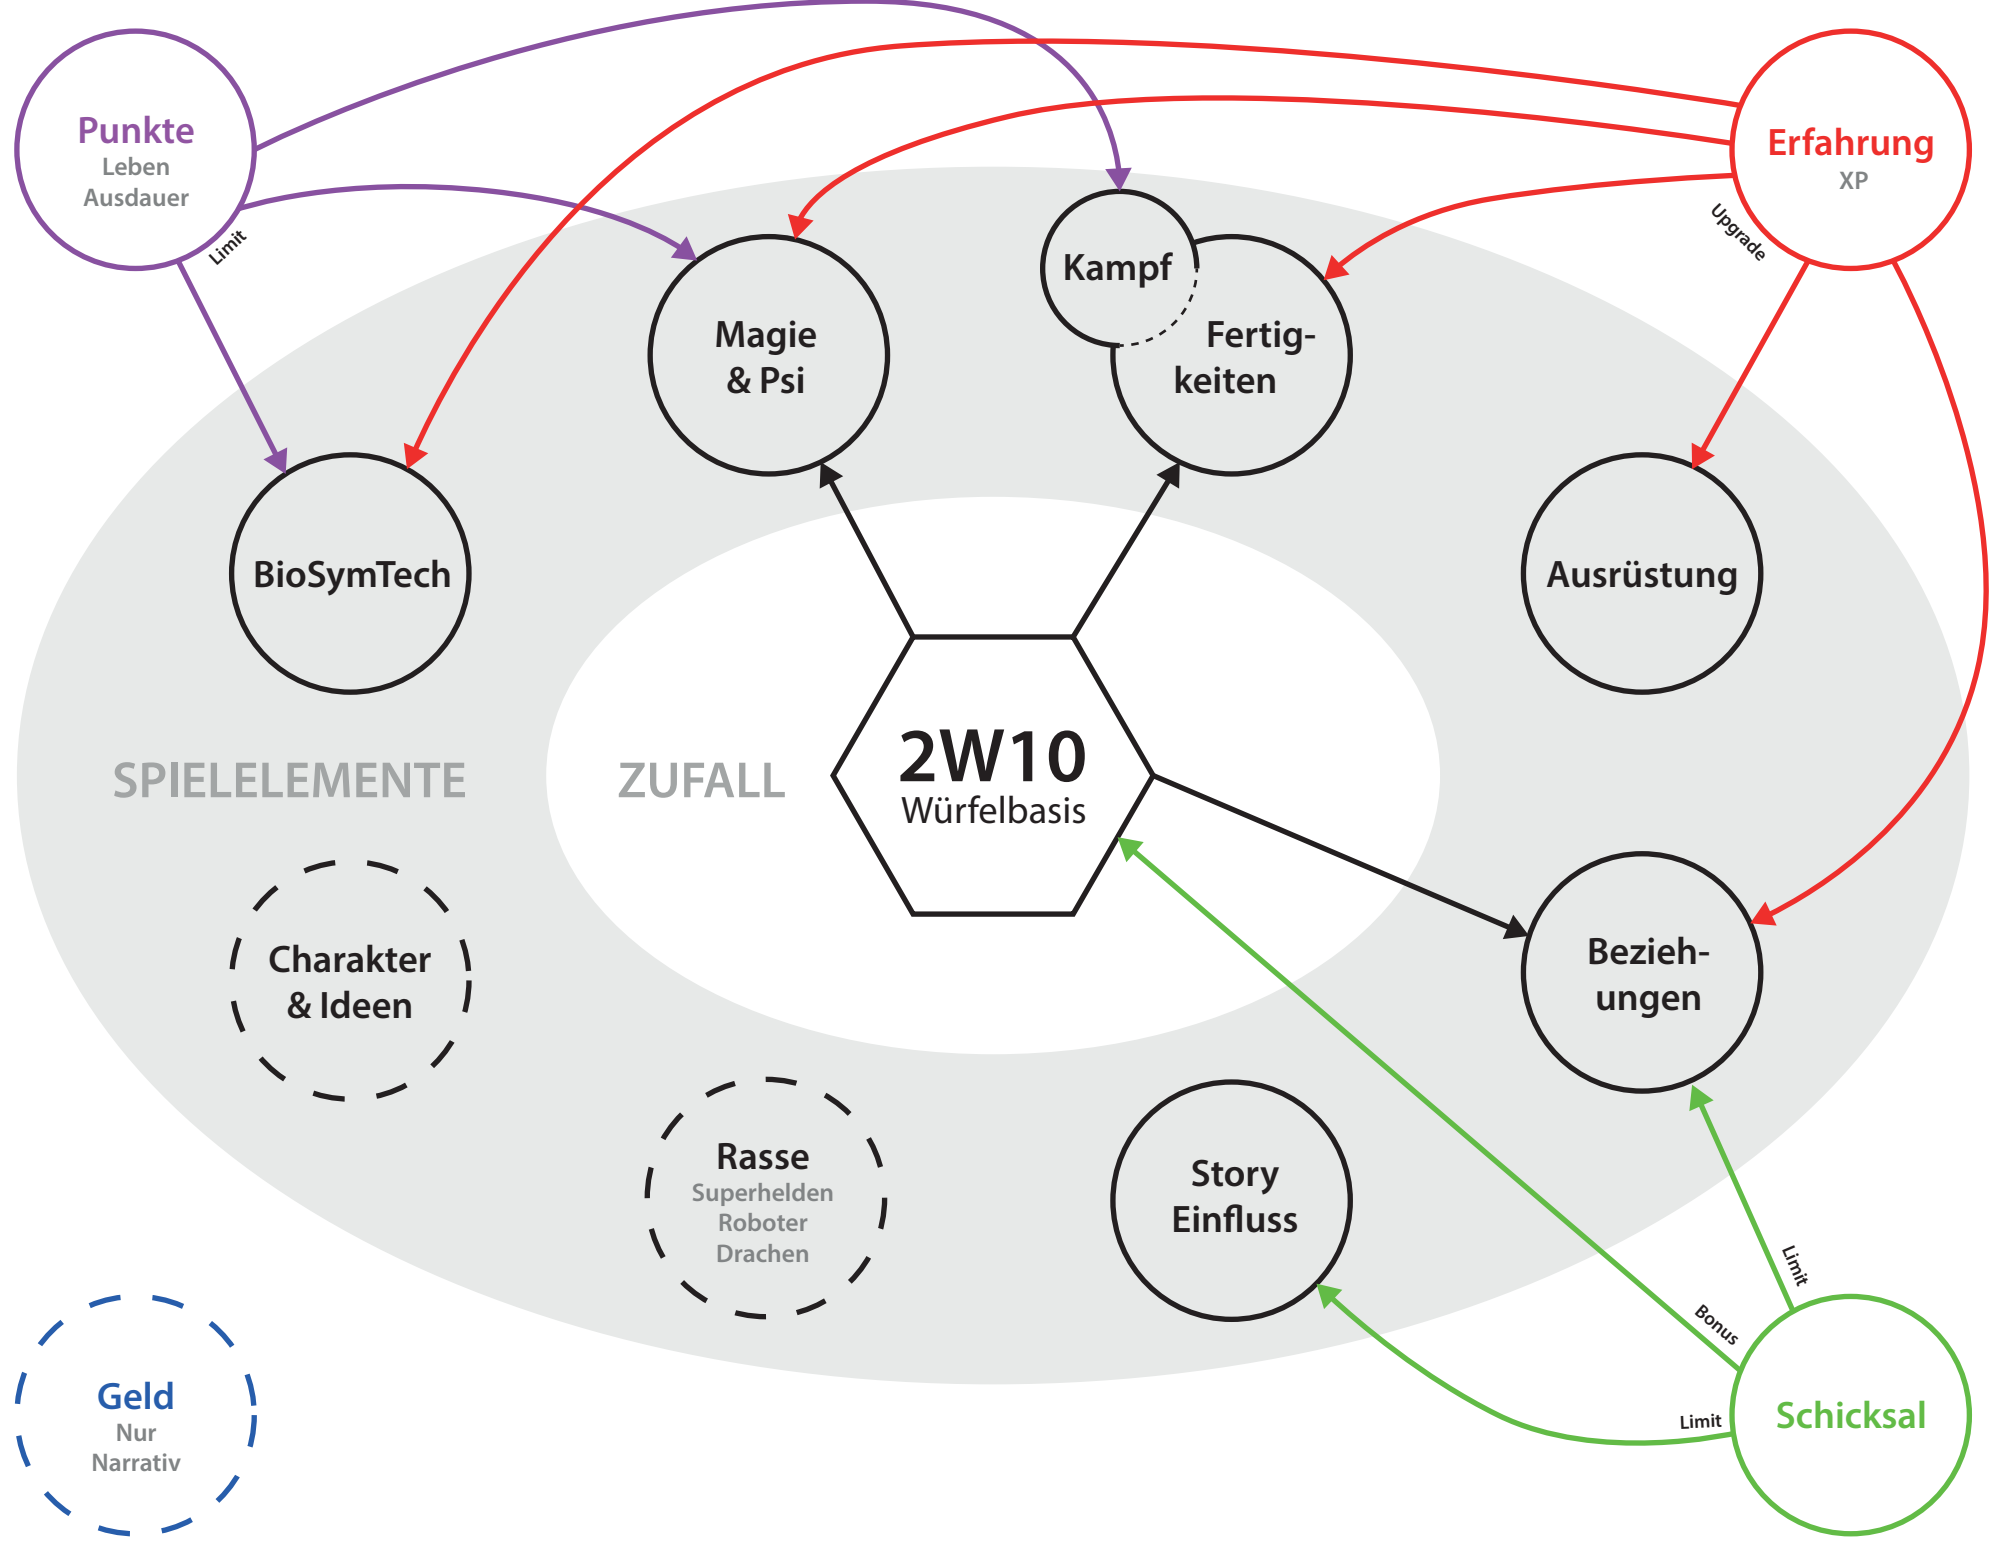 Punkte
Leben
Ausdauer
Limit
Erfahrung
XP
Upgrade
Kampf
Magie
& Psi
Fertig-
keiten
BioSymTech
Ausrüstung
SPIELELEMENTE
ZUFALL
2W10
Würfelbasis
Charakter
& Ideen
Bezieh-
ungen
Rasse
Superhelden
Roboter
Drachen
Story
Einfluss
Limit
Bonus
Limit
Schicksal
Geld
Nur
Narrativ